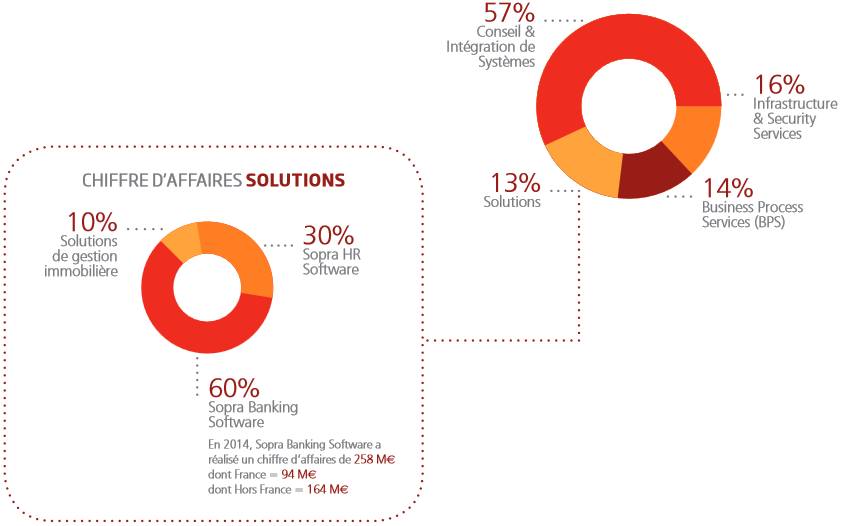 57%
Conseil &
Intégration de
Systèmes
16%
Infrastructure
& Security
Services
13%
Solutions
14%
Business Process
Services (BPS)
CHIFFRE D'AFFAIRES SOLUTIONS
10%
Solutions
de gestion
immobilière
30%
Sopra HR
Software
60%
Sopra Banking
Software
En 2014, Sopra Banking Software a
réalisé un chiffre d'affaires de 258 M€
dont France = 94 M€
dont Hors France = 164 M€